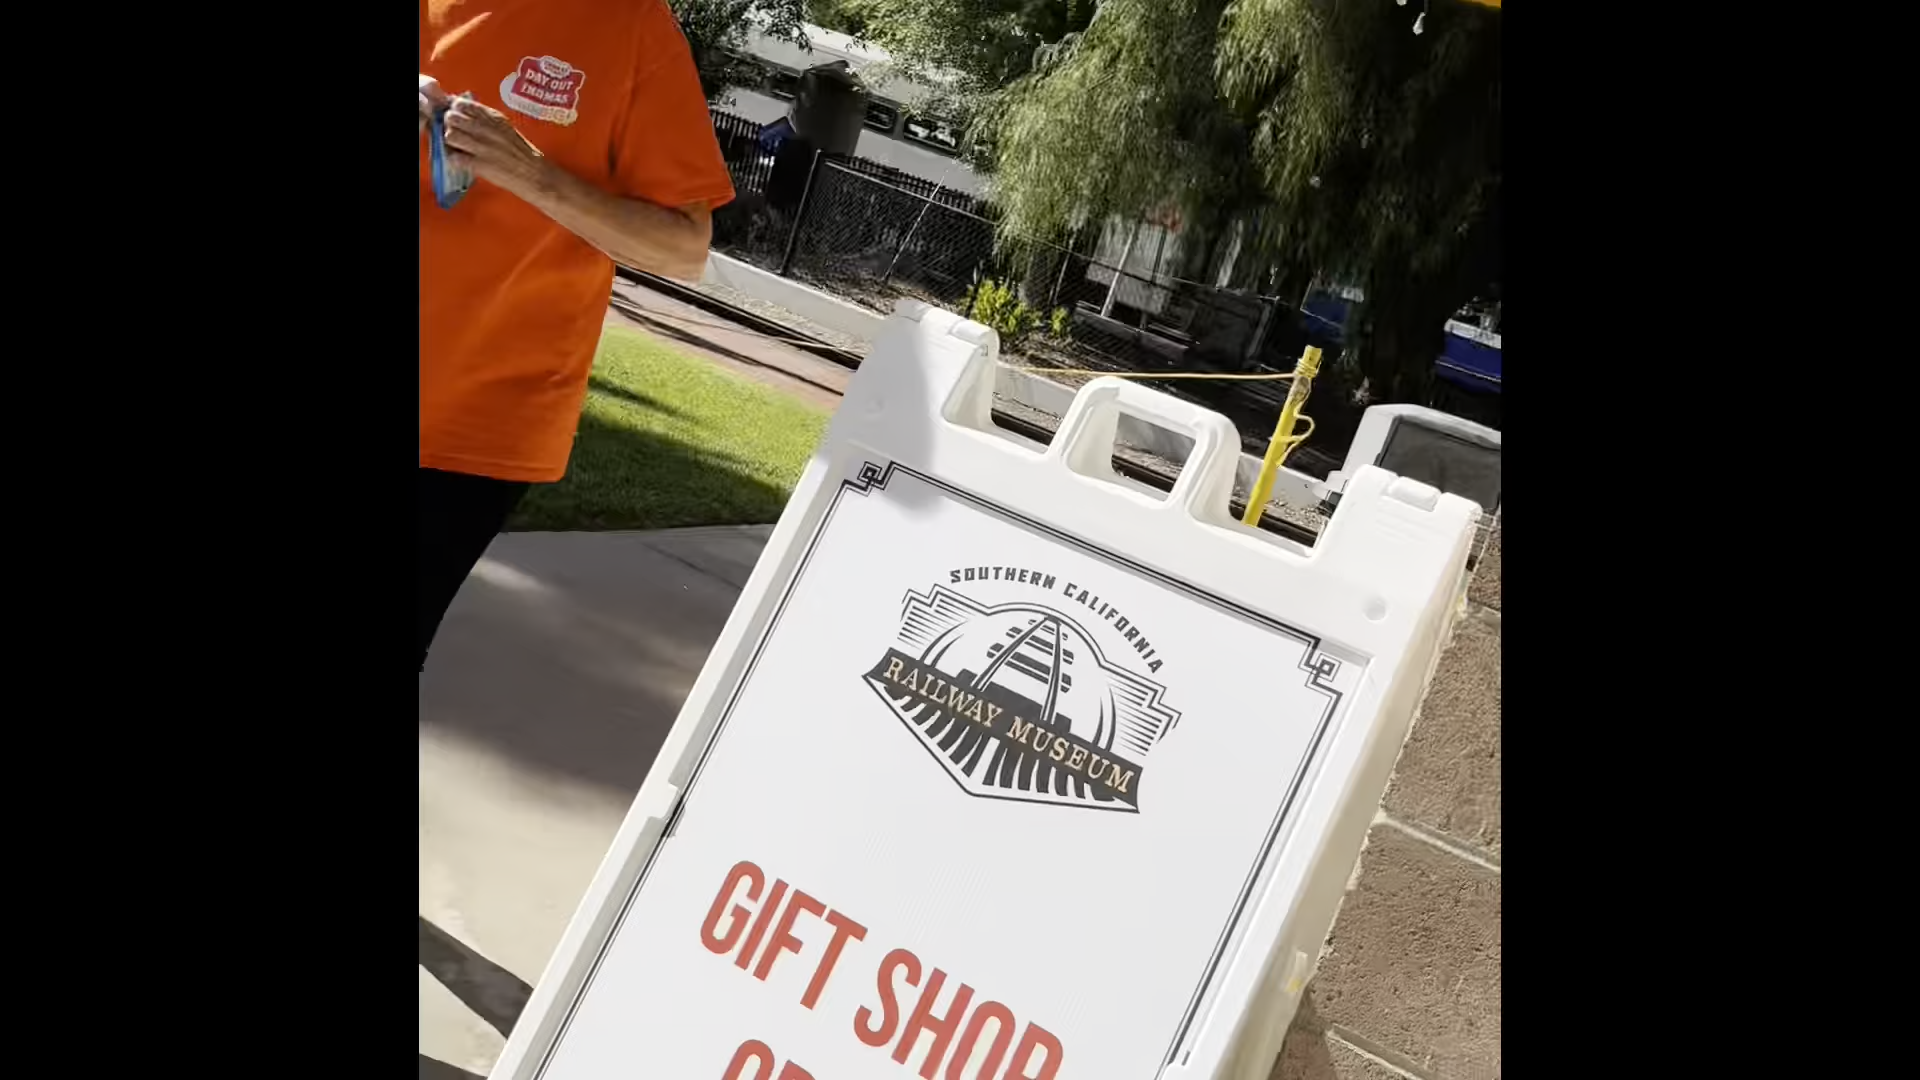 DAY OUT
THOMAS
SOUTHERN CALIFORNIA
RAILWAY MUSEUM
GIFT SHOP